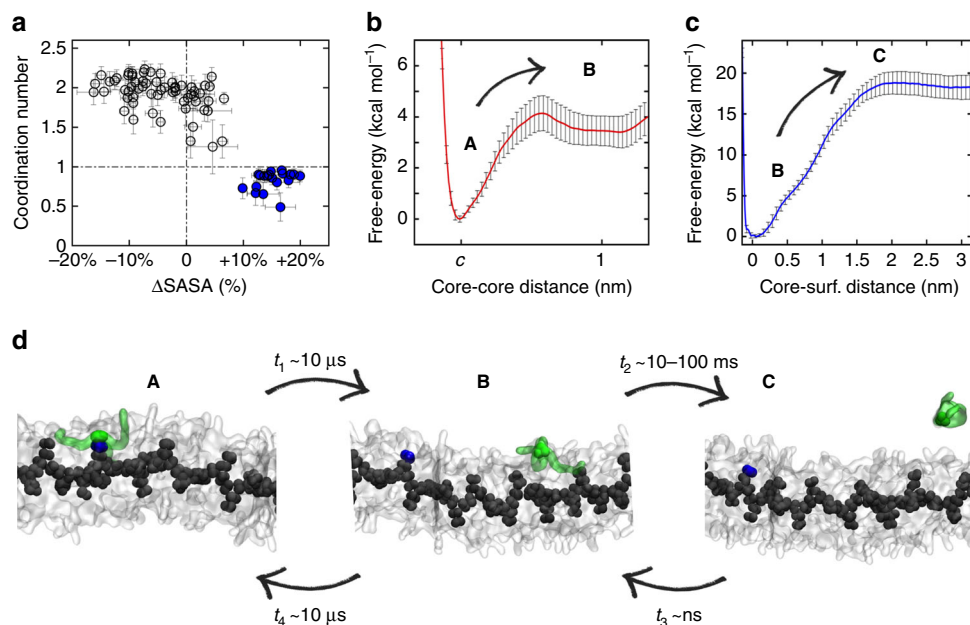 a
Coordination number
2.5
2
1.5
1
0.5
0
–20%
–10%
0
+10%
+20%
ΔSASA (%)
b
Free-energy (kcal mol–1)
6
4
2
0
A
B
c
1
Core-core distance (nm)
c
Free-energy (kcal mol–1)
20
15
10
5
0
B
C
0 0.5 1 1.5 2 2.5 3
Core-surf. distance (nm)
d
A
t1 ~10 μs
B
t2 ~10–100 ms
C
t4 ~10 μs
t3 ~ns